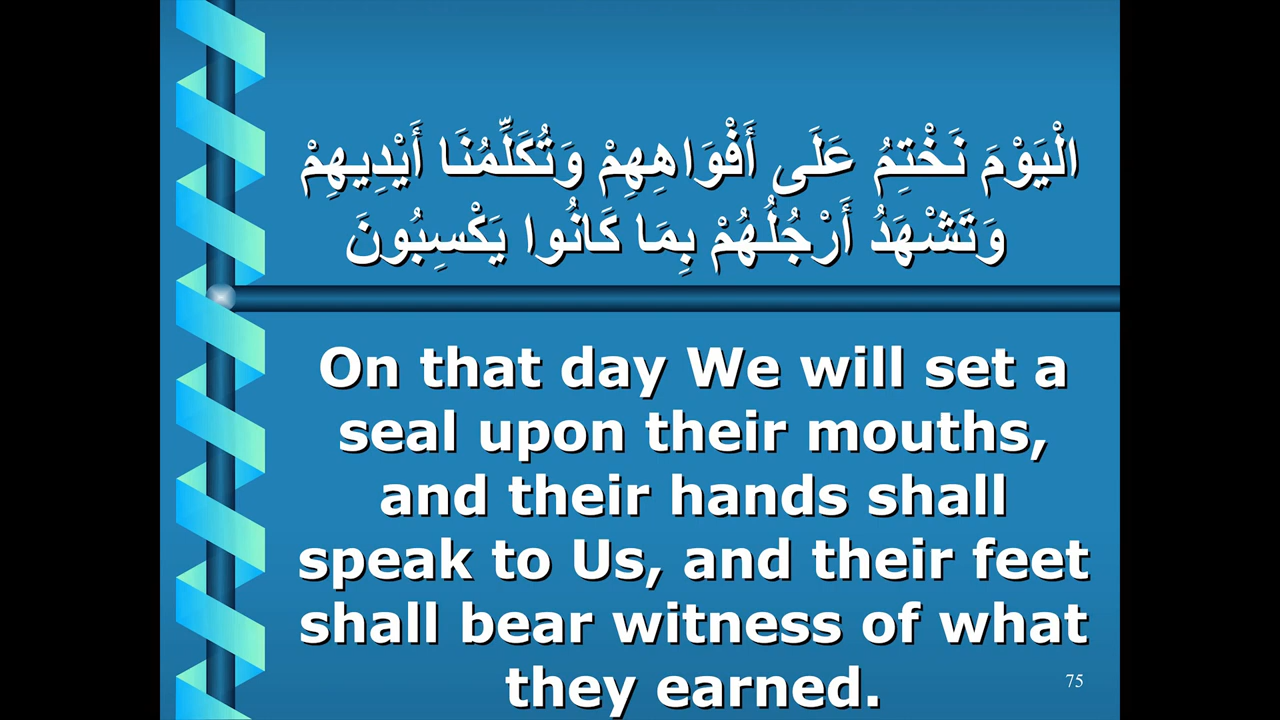 الْيَوْمَ نَخْتِمُ عَلَى أَفْوَاهِهِمْ وَتُكَلِّمُنَا أَيْدِيهِمْ
وَتَشْهَدُ أَرْجُلُهُمْ بِمَا كَانُوا يَكْسِبُونَ
On that day We will set a
seal upon their mouths,
and their hands shall
speak to Us, and their feet
shall bear witness of what
they earned.
75